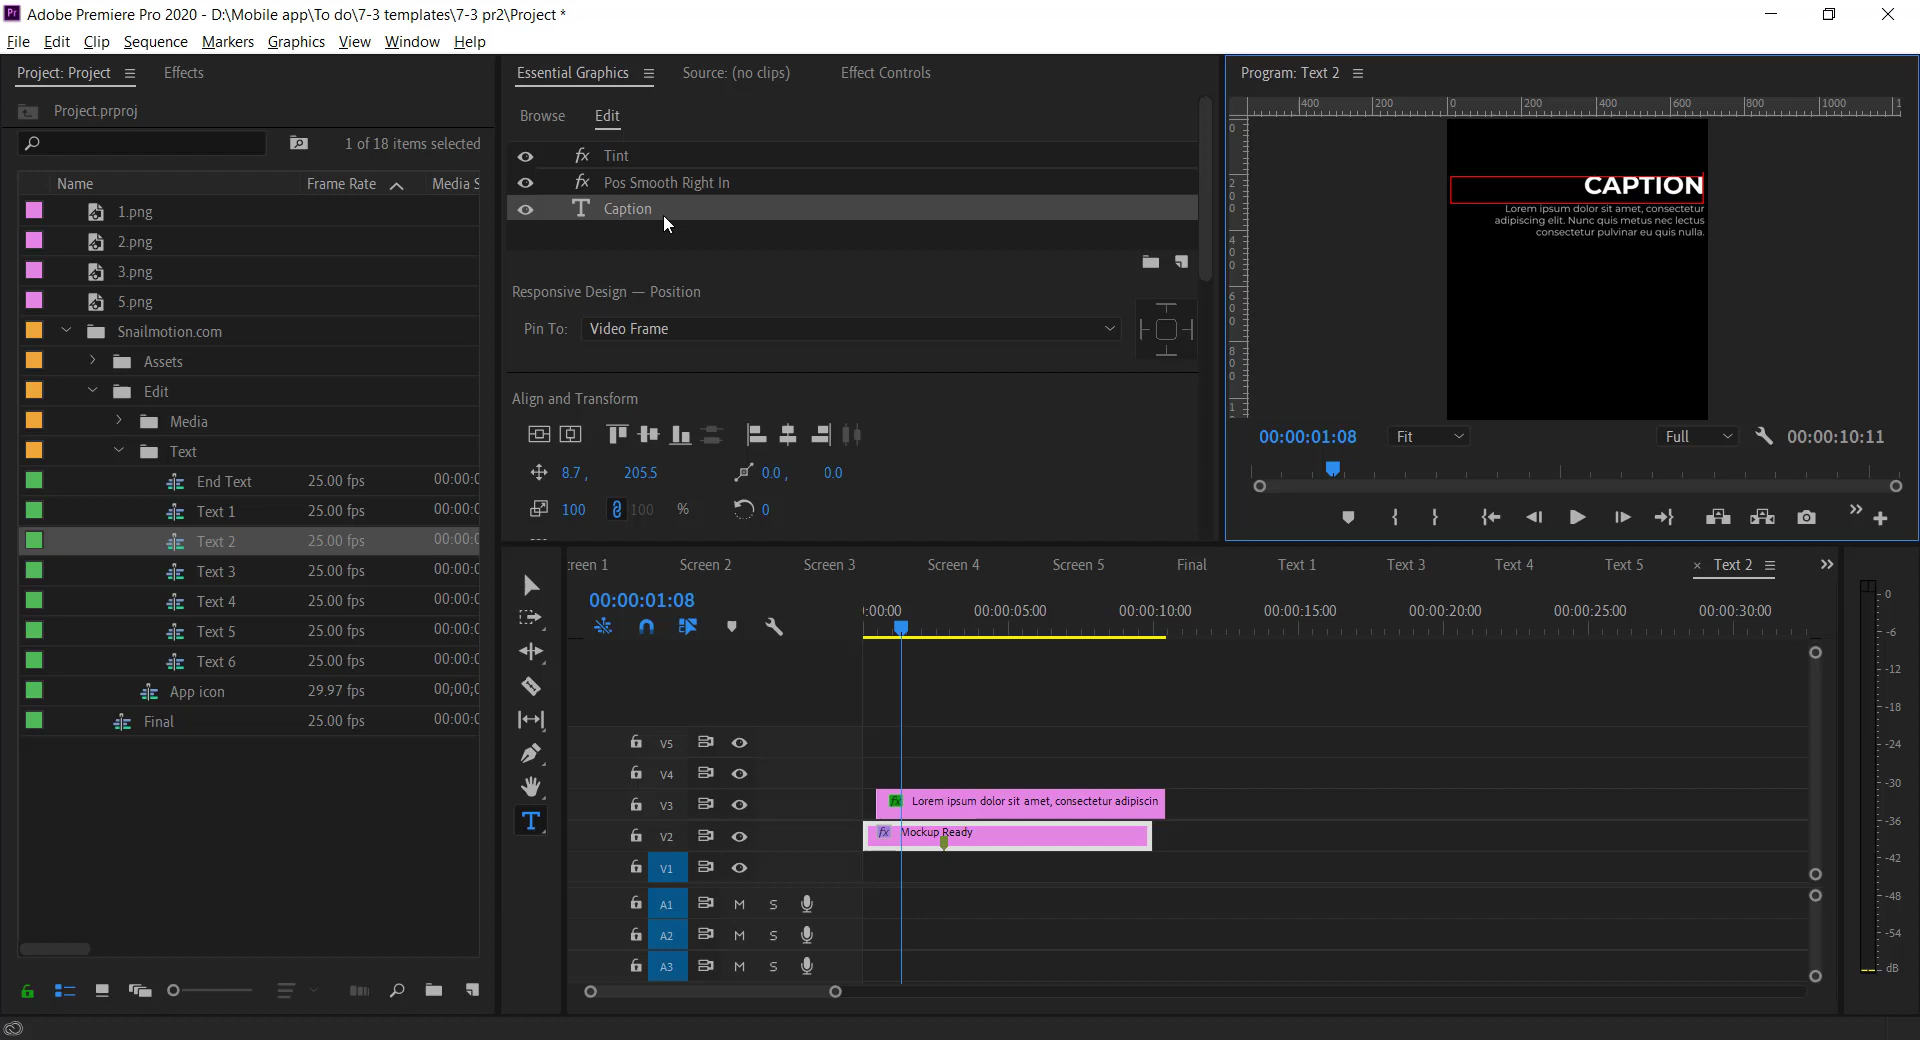 Adobe Premiere Pro 2020 - D:\Mobile app\To do\7-3 templates\7-3 pr2\Project *
File Edit Clip Sequence Markers Graphics View Window Help
Project: Project
Effects
Project.prproj
1 of 18 items selected
Name Frame Rate Media S
1.png
2.png
3.png
5.png
Snailmotion.com
Assets
Edit
Media
Text
End Text 25.00 fps 00:00:0
Text 1 25.00 fps 00:00:0
Text 2 25.00 fps 00:00:0
Text 3 25.00 fps 00:00:0
Text 4 25.00 fps 00:00:0
Text 5 25.00 fps 00:00:0
Text 6 25.00 fps 00:00:0
App icon 29.97 fps 00;00;0
Final 25.00 fps 00:00:0
Essential Graphics Source: (no clips) Effect Controls
Browse Edit
fx Tint
fx Pos Smooth Right In
T Caption
Responsive Design — Position
Pin To: Video Frame
Align and Transform
8.7 , 205.5 0.0 , 0.0
100 100 % 0
Program: Text 2
400 200 0 200 400 600 800 1000 1
0
200
400
600
800
1
CAPTION
Lorem ipsum dolor sit amet, consectetur
adipiscing elit. Nunc quis metus nec lectus
consectetur pulvinar eu quis nulla.
00:00:01:08 Fit Full 00:00:10:11
creen 1 Screen 2 Screen 3 Screen 4 Screen 5 Final Text 1 Text 3 Text 4 Text 5 × Text 2
00:00:01:08
:00:00 00:00:05:00 00:00:10:00 00:00:15:00 00:00:20:00 00:00:25:00 00:00:30:00
V5
V4
V3 fx Lorem ipsum dolor sit amet, consectetur adipiscin
V2 fx Mockup Ready
V1
A1 M S
A2 M S
A3 M S
0
-6
-12
-18
-24
-30
-36
-42
-48
-54
dB